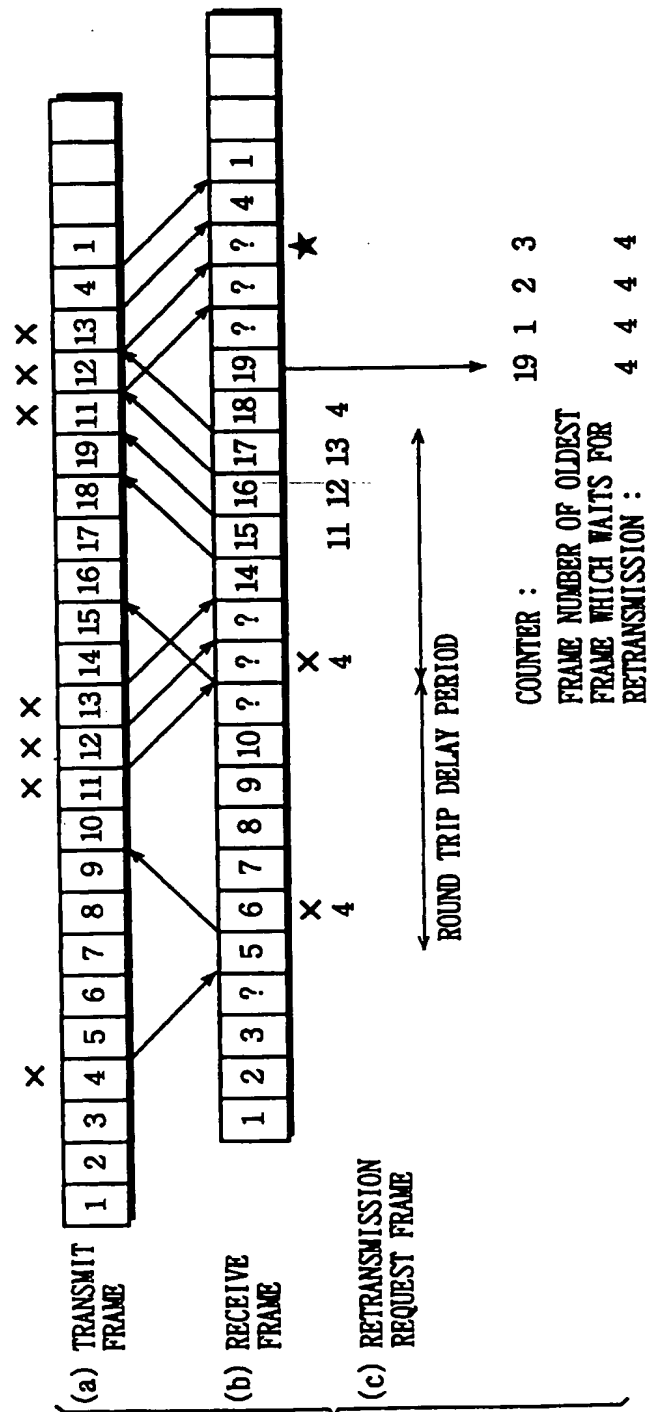 × × × × × × ×
(a) TRANSMIT
FRAME
1 2 3 4 5 6 7 8 9 10 11 12 13 14 15 16 17 18 19 11 12 13 4 1
(b) RECEIVE
FRAME
1 2 3 ? 5 6 7 8 9 10 ? ? ? 14 15 16 17 18 19 ? ? ? 4 1
× × ★
(c) RETRANSMISSION
REQUEST FRAME
4 4 11 12 13 4
ROUND TRIP DELAY PERIOD
COUNTER : 19 1 2 3
FRAME NUMBER OF OLDEST
FRAME WHICH WAITS FOR
RETRANSMISSION : 4 4 4 4